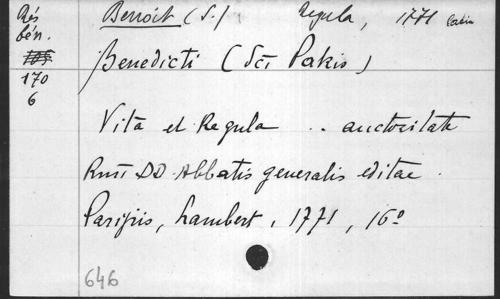 Rés Benoît (S.) Regula, 1771 Latin
bén.
105
170
6
Benedicti (Sci Patris)
Vita et Regula .. auctoritate
Rmi DD Abbatis generalis editae.
Parisiis, Lambert, 1771, 16º
646